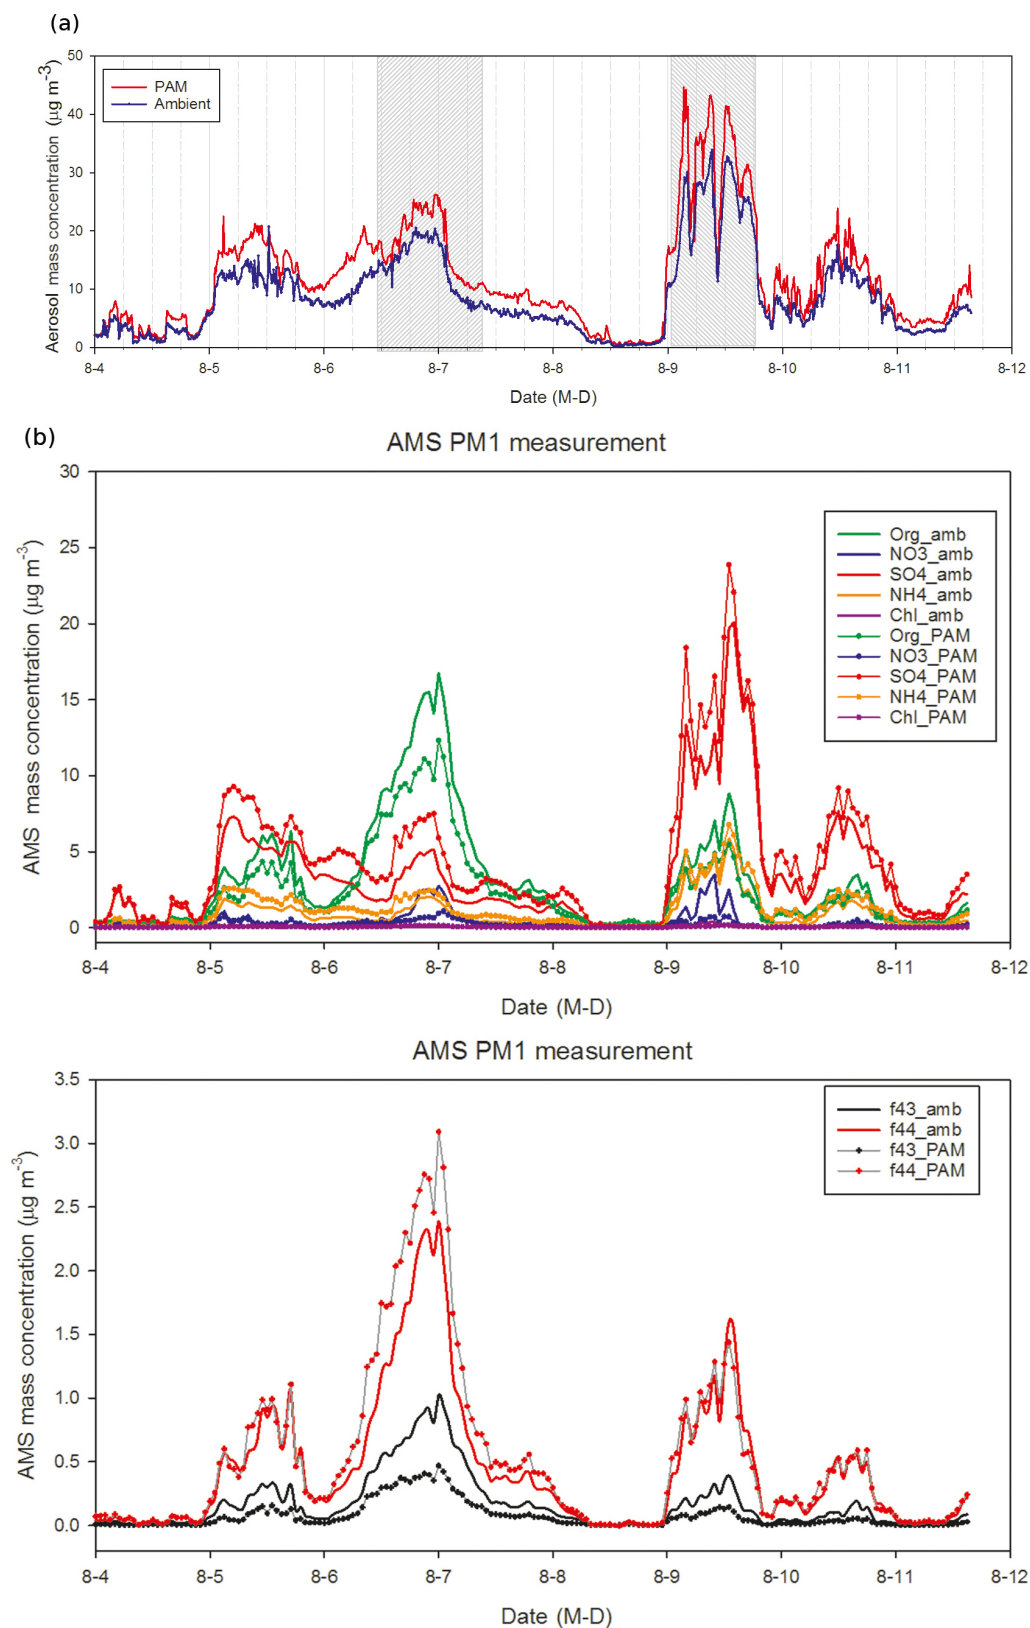 (a)
50
40
30
20
10
0
Aerosol mass concentration (µg m-3)
PAM
Ambient
8-4 8-5 8-6 8-7 8-8 8-9 8-10 8-11 8-12
Date (M-D)
(b)
AMS PM1 measurement
30
25
20
15
10
5
0
AMS mass concentration (µg m-3)
Org_amb
NO3_amb
SO4_amb
NH4_amb
Chl_amb
Org_PAM
NO3_PAM
SO4_PAM
NH4_PAM
Chl_PAM
8-4 8-5 8-6 8-7 8-8 8-9 8-10 8-11 8-12
Date (M-D)
AMS PM1 measurement
3.5
3.0
2.5
2.0
1.5
1.0
0.5
0.0
AMS mass concentration (µg m-3)
f43_amb
f44_amb
f43_PAM
f44_PAM
8-4 8-5 8-6 8-7 8-8 8-9 8-10 8-11 8-12
Date (M-D)